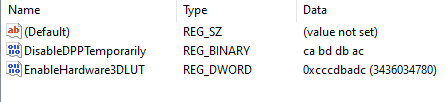 Name Type Data
(Default) REG_SZ (value not set)
DisableDPPTemporarily REG_BINARY ca bd db ac
EnableHardware3DLUT REG_DWORD 0xcccdbadc (3436034780)